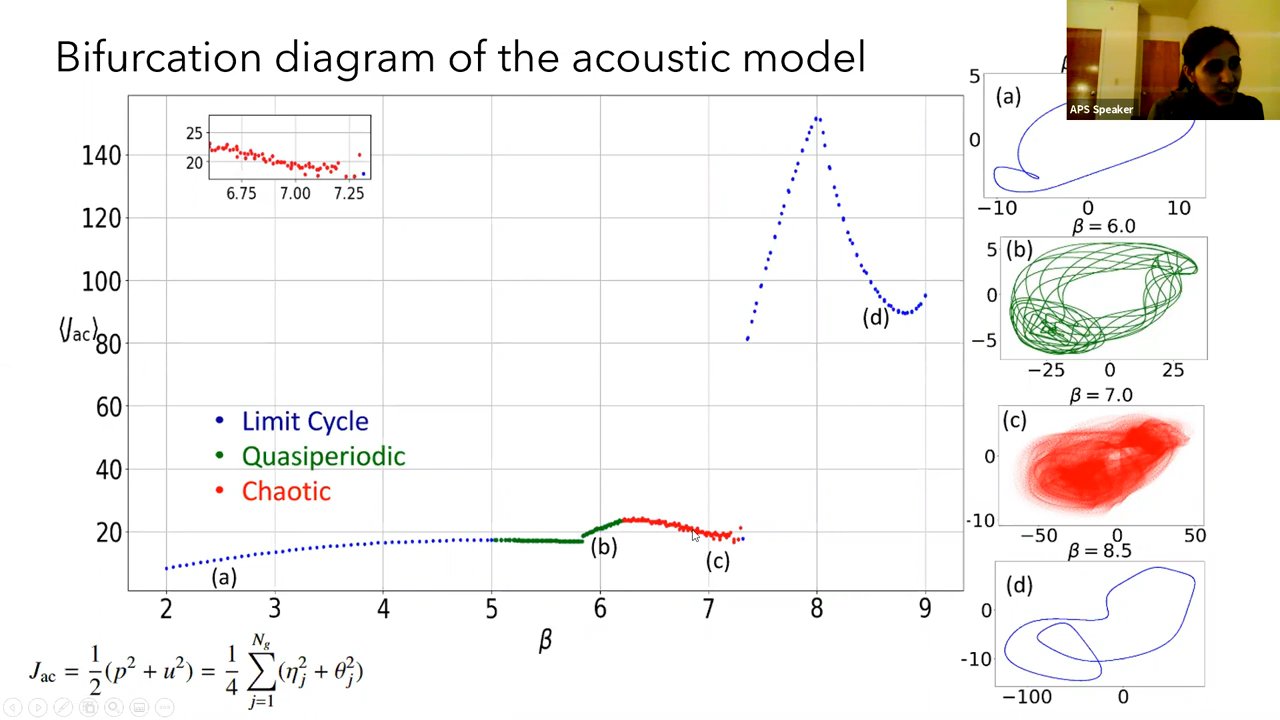 Bifurcation diagram of the acoustic model
APS Speaker
140
120
100
80
60
40
20
⟨J_ac⟩
25
20
6.75 7.00 7.25
• Limit Cycle
• Quasiperiodic
• Chaotic
(a)
(b)
(c)
(d)
2 3 4 5 6 7 8 9
β
J_ac = 1/2 (p² + u²) = 1/4 ∑_{j=1}^{N_g} (η_j² + θ_j²)
5
(a)
0
−10 0 10
β = 6.0
5
(b)
0
−5
−25 0 25
β = 7.0
(c)
0
-10
−50 0 50
β = 8.5
(d)
0
-10
−100 0